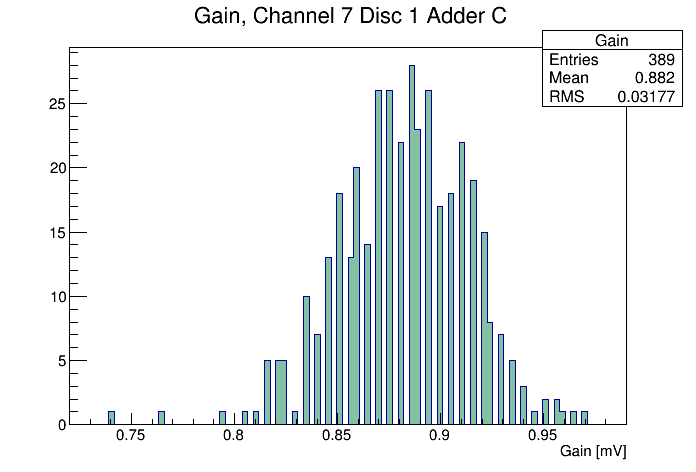 Gain, Channel 7 Disc 1 Adder C
Gain
Entries 389
Mean 0.882
RMS 0.03177
25
20
15
10
5
0
0.75 0.8 0.85 0.9 0.95
Gain [mV]